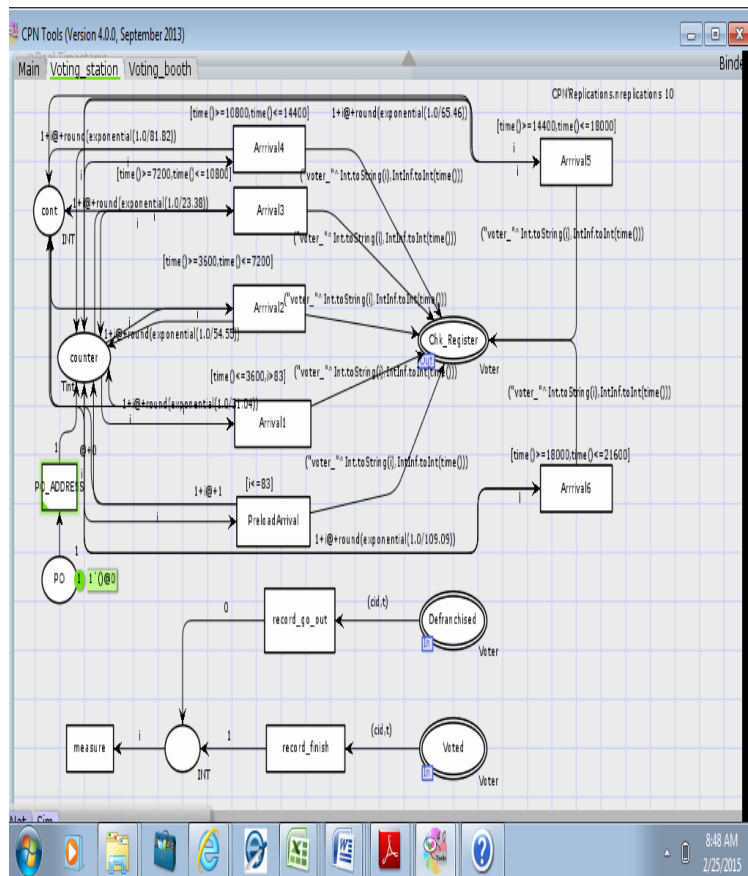 CPN Tools (Version 4.0.0, September 2013)
Main Voting_station Voting_booth
Binde
CPN'Replications.nreplications 10
[time()>=10800,time()<=14400]
1+i@+round(exponential(1.0/65.46))
[time()>=14400,time()<=18000]
1+i@+round(exponential(1.0/81.82))
Arrrival4
i
i
Arrrival5
i
[time()>=7200,time()<=10800]
("voter_"^Int.toString(i),IntInf.toInt(time()))
1+i@+round(exponential(1.0/23.38))
cont
INT
Arrival3
i
i
("voter_"^Int.toString(i),IntInf.toInt(time()))
("voter_"^Int.toString(i),IntInf.toInt(time()))
[time()>=3600,time()<=7200]
("voter_"^Int.toString(i),IntInf.toInt(time()))
Arrrival2
i
i
1+i@+round(exponential(1.0/54.55))
Chk_Register
Out
Voter
counter
Tint
("voter_"^Int.toString(i),IntInf.toInt(time()))
[time()<=3600,i>83]
("voter_"^Int.toString(i),IntInf.toInt(time()))
1+i@+round(exponential(1.0/21.04))
i
Arrival1
1
@+0
[time()>=18000,time()<=21600]
("voter_"^Int.toString(i),IntInf.toInt(time()))
PO_ADDRESS
i
1+i@+1
[i<=83]
Arrrival6
i
i
PreloadArrival
1+i@+round(exponential(1.0/109.09))
1
PO
1
1`()@0
0
record_go_out
(cid,t)
Defranchised
In
Voter
measure
i
INT
1
record_finish
(cid,t)
Voted
In
Voter
8:48 AM
2/25/2015